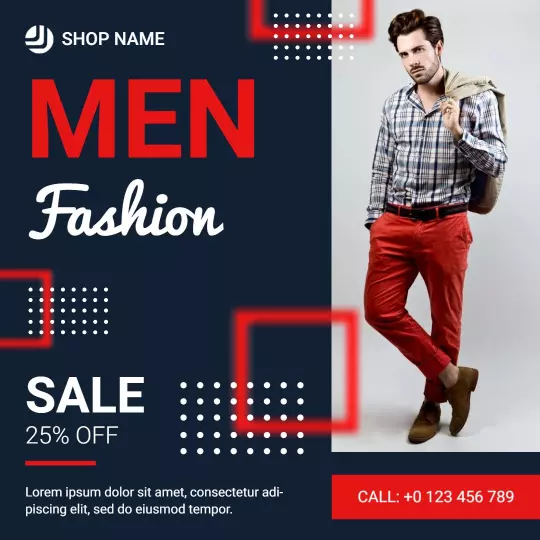 SHOP NAME
MEN
Fashion
SALE
25% OFF
Lorem ipsum dolor sit amet, consectetur adi-
piscing elit, sed do eiusmod tempor.
CALL: +0 123 456 789